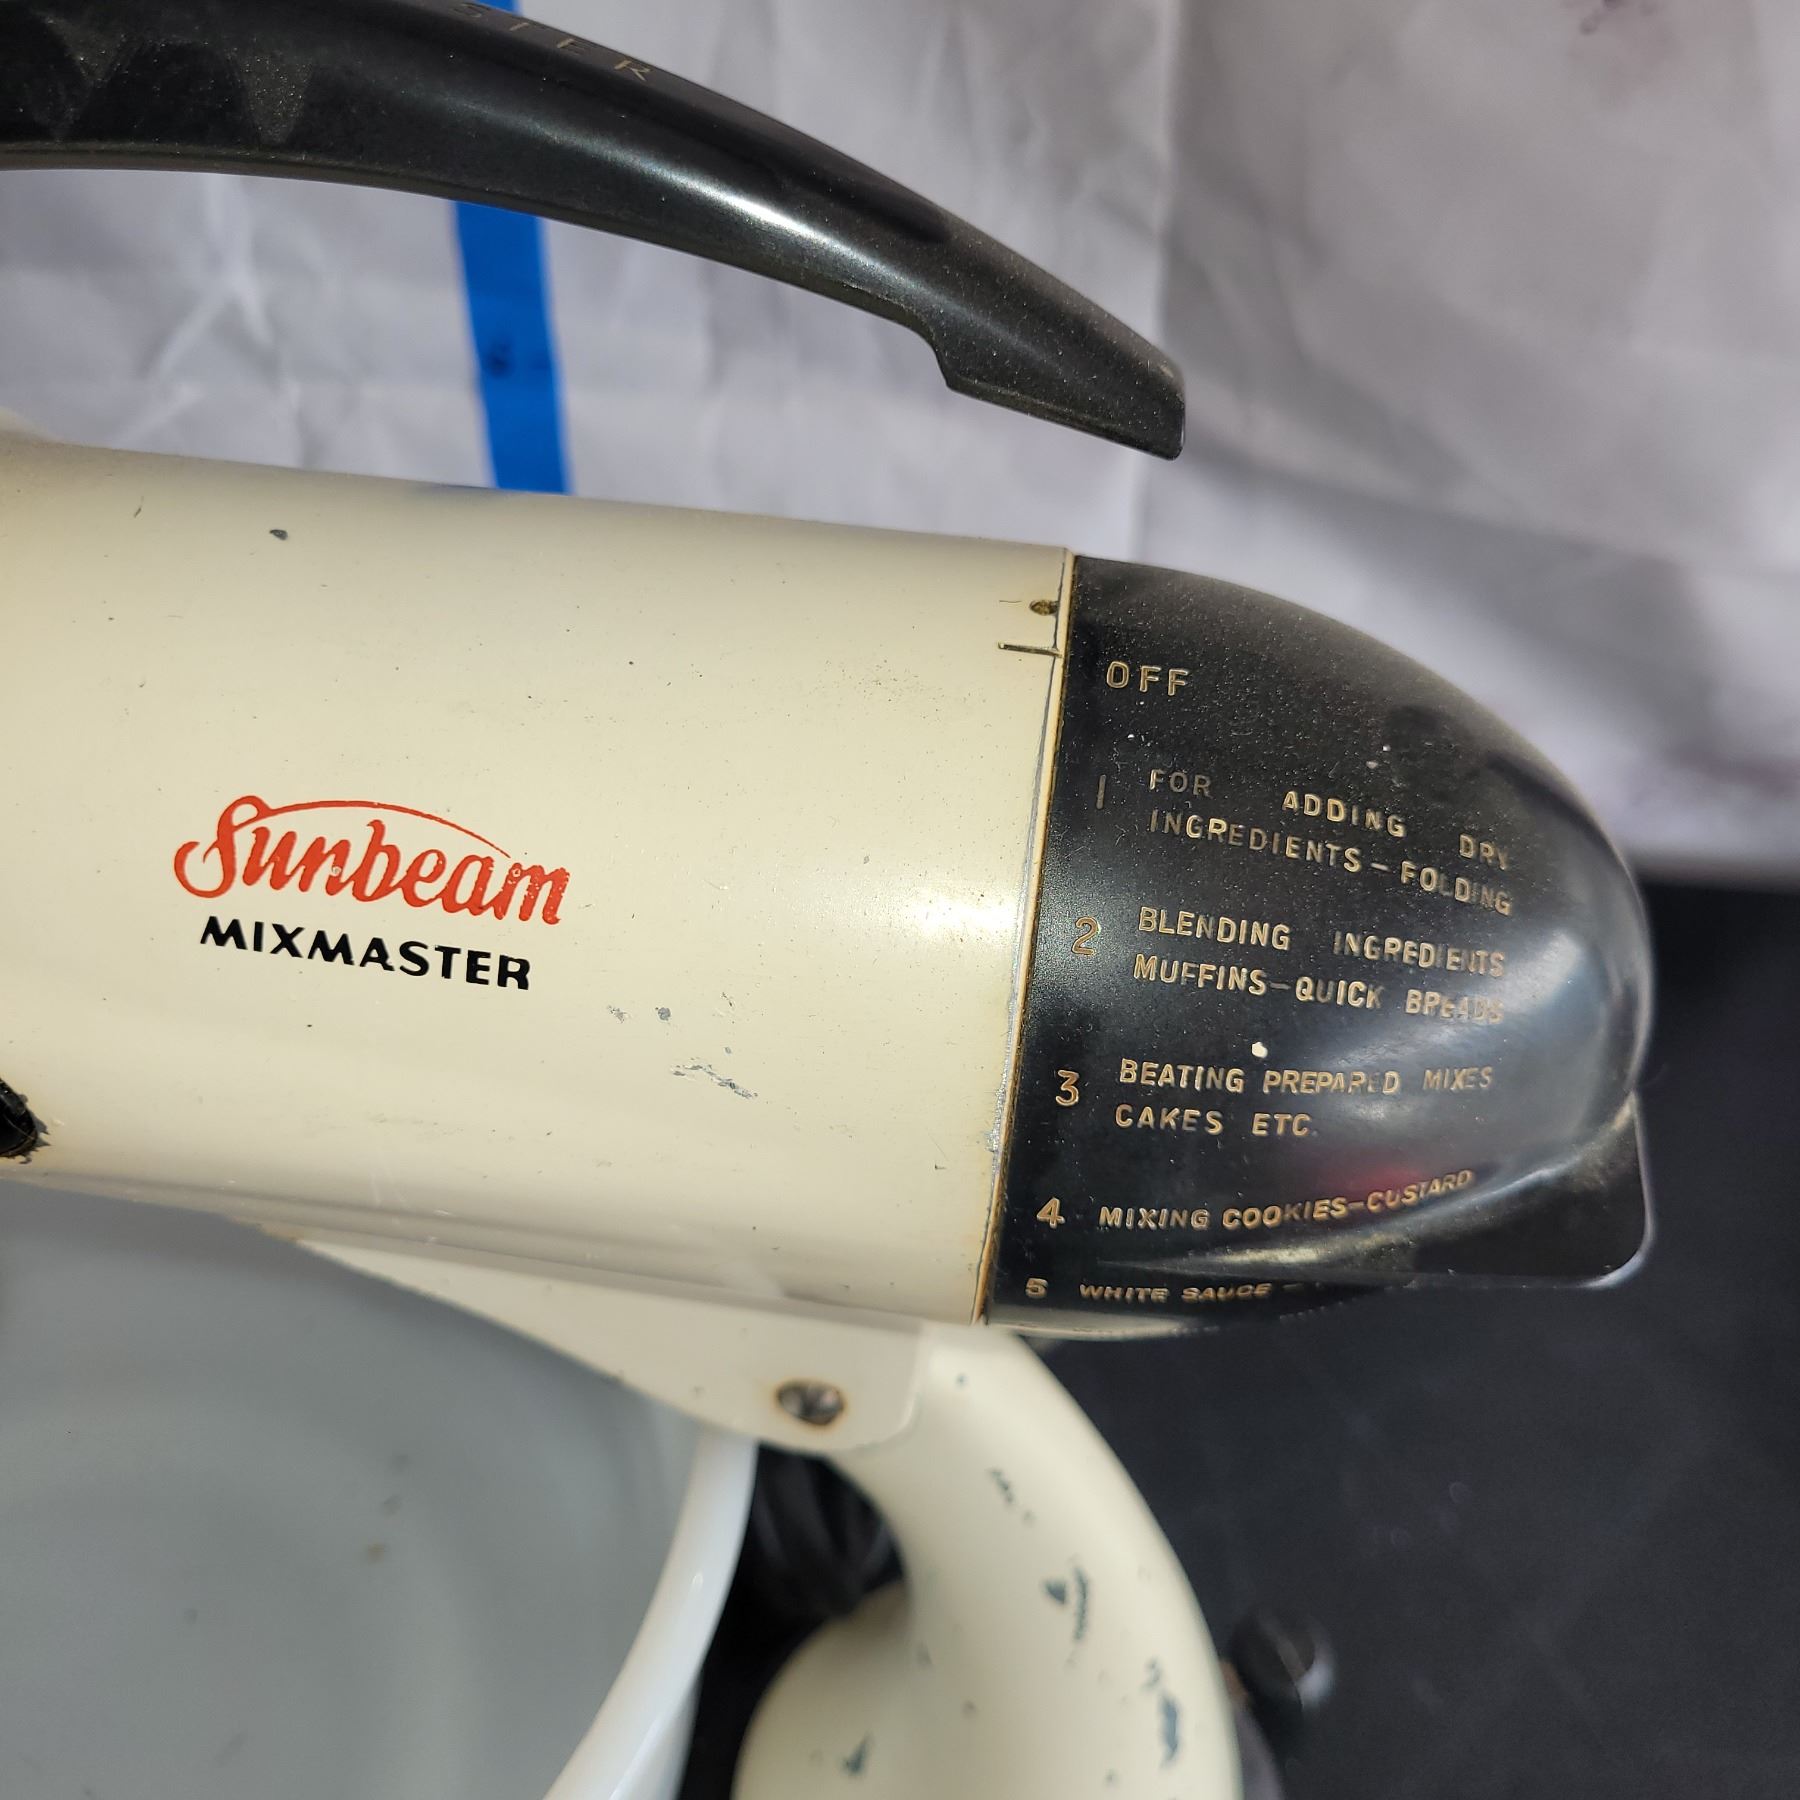 STER
Sunbeam
MIXMASTER
OFF
1 FOR ADDING DRY
INGREDIENTS-FOLDING
2 BLENDING INGREDIENTS
MUFFINS-QUICK BREADS
3 BEATING PREPARED MIXES
CAKES ETC.
4 MIXING COOKIES-CUSTARD
5 WHITE SAUCE -